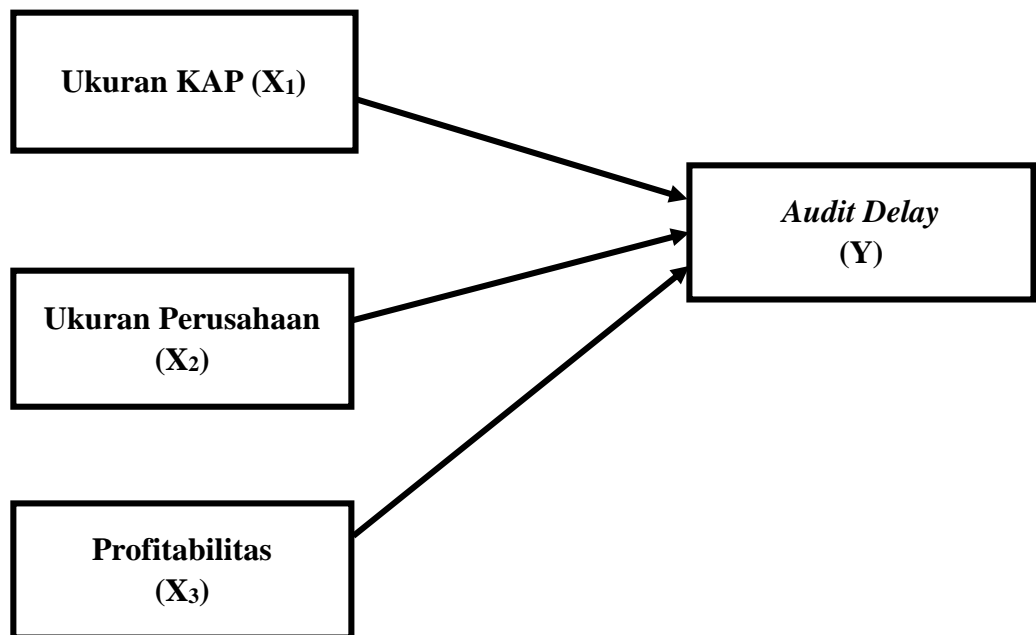 Ukuran KAP (X₁)
Audit Delay
(Y)
Ukuran Perusahaan
(X₂)
Profitabilitas
(X₃)